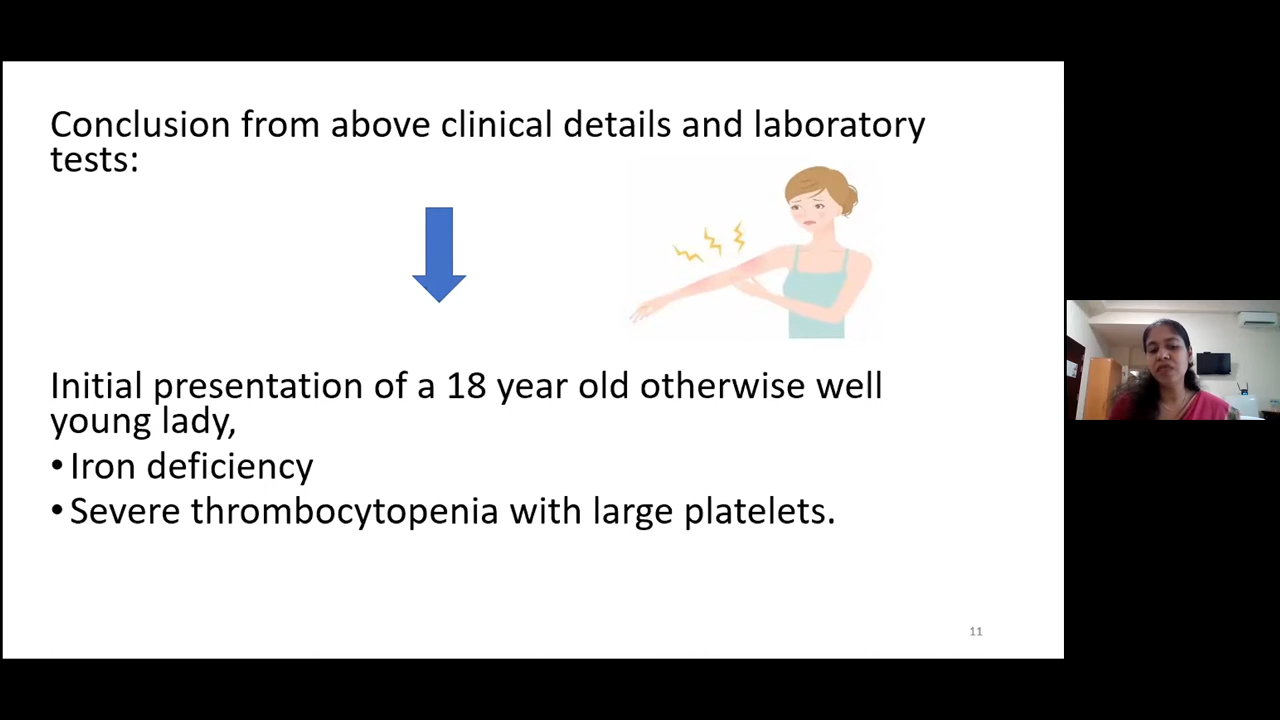 Conclusion from above clinical details and laboratory
tests:
Initial presentation of a 18 year old otherwise well
young lady,
•Iron deficiency
•Severe thrombocytopenia with large platelets.
11